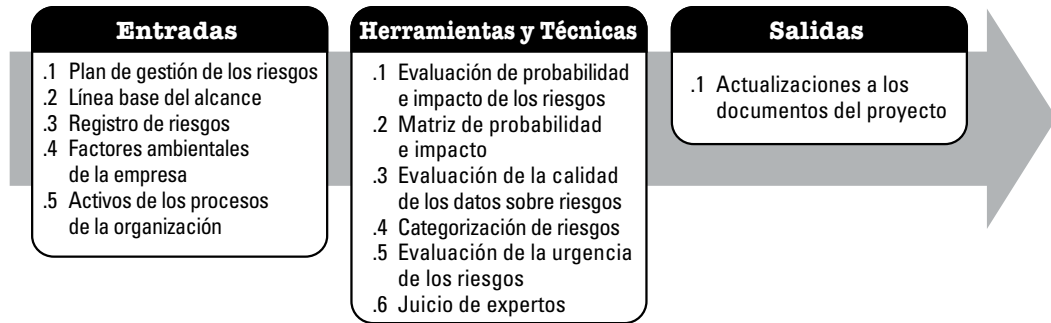 Entradas
.1 Plan de gestión de los riesgos
.2 Línea base del alcance
.3 Registro de riesgos
.4 Factores ambientales
de la empresa
.5 Activos de los procesos
de la organización
Herramientas y Técnicas
.1 Evaluación de probabilidad
e impacto de los riesgos
.2 Matriz de probabilidad
e impacto
.3 Evaluación de la calidad
de los datos sobre riesgos
.4 Categorización de riesgos
.5 Evaluación de la urgencia
de los riesgos
.6 Juicio de expertos
Salidas
.1 Actualizaciones a los
documentos del proyecto